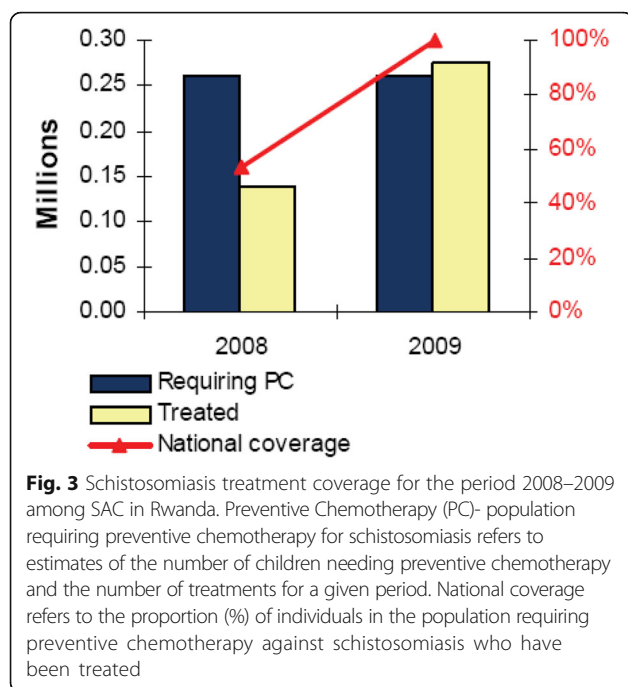 0.30
0.25
0.20
0.15
0.10
0.05
0.00
Millions
100%
80%
60%
40%
20%
0%
2008
2009
Requiring PC
Treated
National coverage
Fig. 3 Schistosomiasis treatment coverage for the period 2008–2009
among SAC in Rwanda. Preventive Chemotherapy (PC)- population
requiring preventive chemotherapy for schistosomiasis refers to
estimates of the number of children needing preventive chemotherapy
and the number of treatments for a given period. National coverage
refers to the proportion (%) of individuals in the population requiring
preventive chemotherapy against schistosomiasis who have
been treated